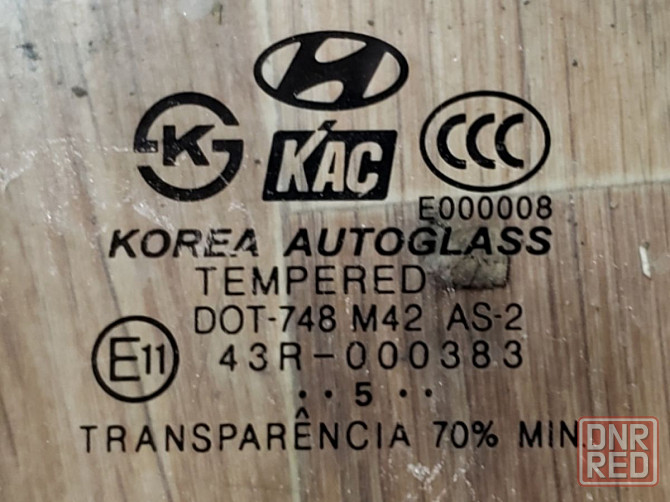 K
KAC
CCC
E000008
KOREA AUTOGLASS
TEMPERED
DOT-748 M42 AS-2
E11
43R-000383
..5..
TRANSPARÊNCIA 70% MIN.
DNR
RED